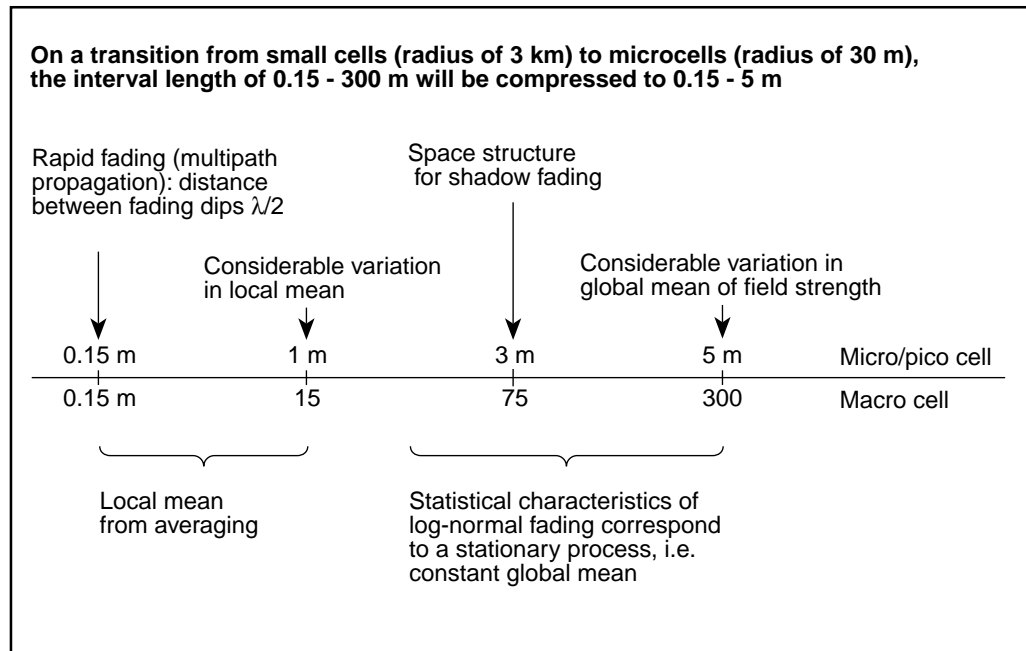 On a transition from small cells (radius of 3 km) to microcells (radius of 30 m),
the interval length of 0.15 - 300 m will be compressed to 0.15 - 5 m
Rapid fading (multipath
propagation): distance
between fading dips λ/2
Space structure
for shadow fading
Considerable variation
in local mean
Considerable variation in
global mean of field strength
0.15 m 1 m 3 m 5 m Micro/pico cell
0.15 m 15 75 300 Macro cell
Local mean
from averaging
Statistical characteristics of
log-normal fading correspond
to a stationary process, i.e.
constant global mean